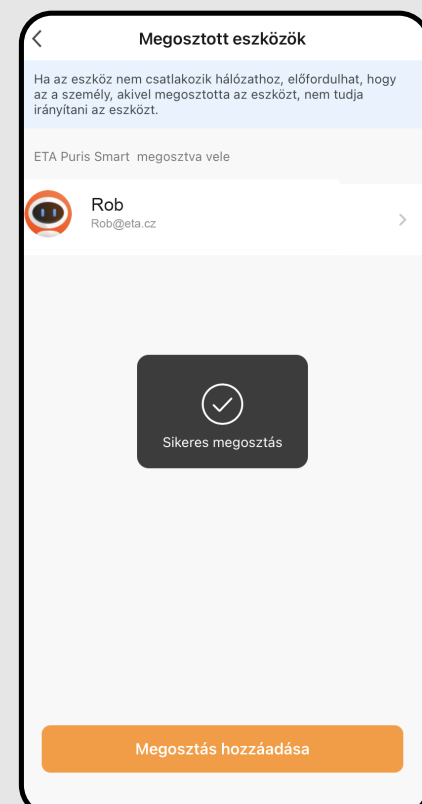 Megosztott eszközök
Ha az eszköz nem csatlakozik hálózathoz, előfordulhat, hogy
az a személy, akivel megosztotta az eszközt, nem tudja
irányítani az eszközt.
ETA Puris Smart megosztva vele
Rob
Rob@eta.cz
Sikeres megosztás
Megosztás hozzáadása